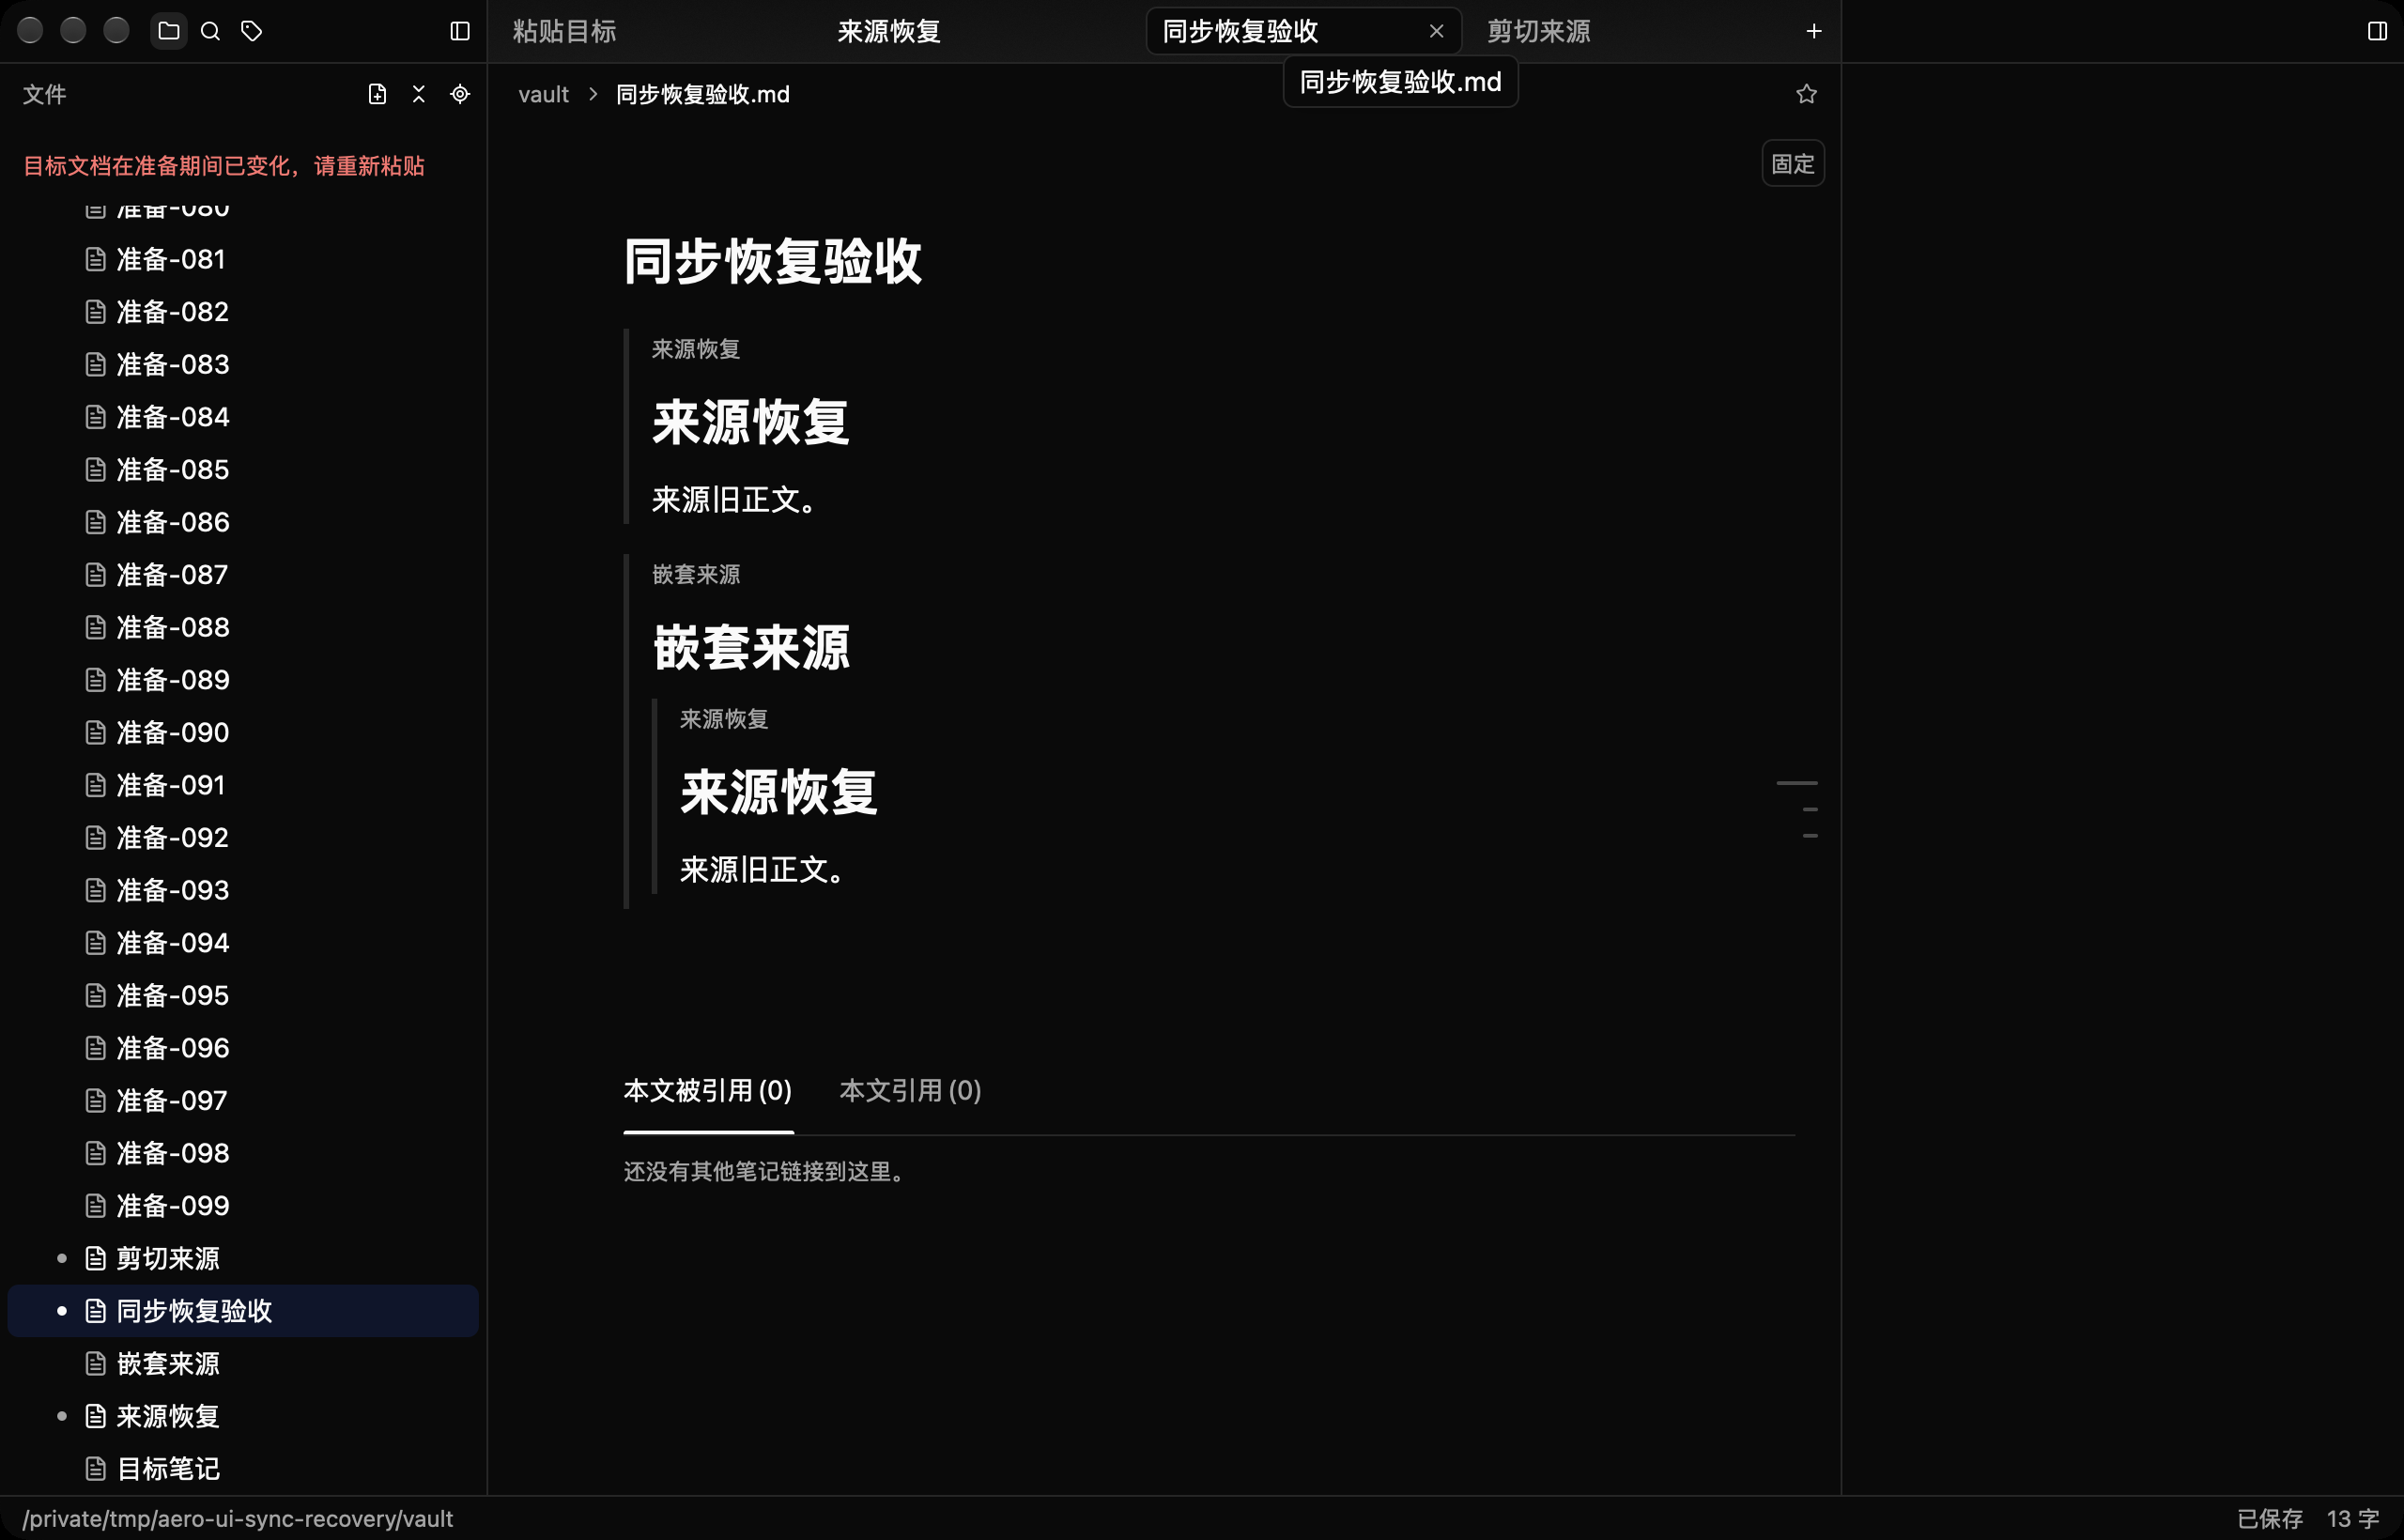 粘贴目标
来源恢复
同步恢复验收
剪切来源
文件
vault
同步恢复验收.md
同步恢复验收.md
目标文档在准备期间已变化，请重新粘贴
固定
准备-080
准备-081
准备-082
准备-083
准备-084
准备-085
准备-086
准备-087
准备-088
准备-089
准备-090
准备-091
准备-092
准备-093
准备-094
准备-095
准备-096
准备-097
准备-098
准备-099
剪切来源
同步恢复验收
嵌套来源
来源恢复
目标笔记
同步恢复验收
来源恢复
来源恢复
来源旧正文。
嵌套来源
嵌套来源
来源恢复
来源恢复
来源旧正文。
本文被引用 (0)
本文引用 (0)
还没有其他笔记链接到这里。
/private/tmp/aero-ui-sync-recovery/vault
已保存
13 字